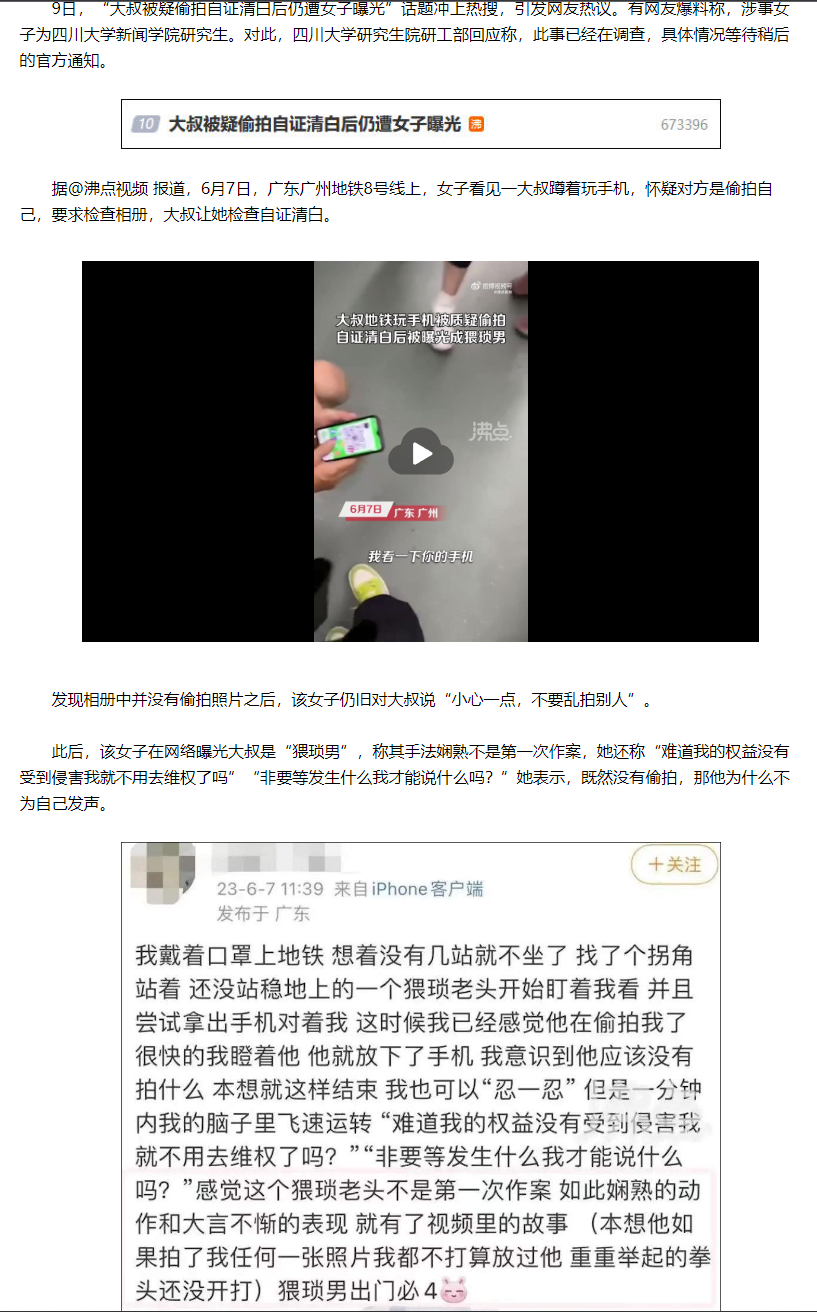 9日，“大叔被疑偷拍自证清白后仍遭女子曝光”话题冲上热搜，引发网友热议。有网友爆料称，涉事女
子为四川大学新闻学院研究生。对此，四川大学研究生院研工部回应称，此事已经在调查，具体情况等待稍后
的官方通知。
10 大叔被疑偷拍自证清白后仍遭女子曝光 沸 673396
据@沸点视频 报道，6月7日，广东广州地铁8号线上，女子看见一大叔蹲着玩手机，怀疑对方是偷拍自
己，要求检查相册，大叔让她检查自证清白。
大叔地铁玩手机被质疑偷拍
自证清白后被曝光成猥琐男
沸点
6月7日 广东 广州
我看一下你的手机
发现相册中并没有偷拍照片之后，该女子仍旧对大叔说“小心一点，不要乱拍别人”。
此后，该女子在网络曝光大叔是“猥琐男”，称其手法娴熟不是第一次作案，她还称“难道我的权益没有
受到侵害我就不用去维权了吗”“非要等发生什么我才能说什么吗？”她表示，既然没有偷拍，那他为什么不
为自己发声。
+关注
23-6-7 11:39 来自 iPhone客户端
发布于 广东
我戴着口罩上地铁 想着没有几站就不坐了 找了个拐角
站着 还没站稳地上的一个猥琐老头开始盯着我看 并且
尝试拿出手机对着我 这时候我已经感觉他在偷拍我了
很快的我瞪着他 他就放下了手机 我意识到他应该没有
拍什么 本想就这样结束 我也可以“忍一忍” 但是一分钟
内我的脑子里飞速运转 “难道我的权益没有受到侵害我
就不用去维权了吗？”“非要等发生什么我才能说什么
吗？”感觉这个猥琐老头不是第一次作案 如此娴熟的动
作和大言不惭的表现 就有了视频里的故事 （本想他如
果拍了我任何一张照片我都不打算放过他 重重举起的拳
头还没开打）猥琐男出门必4